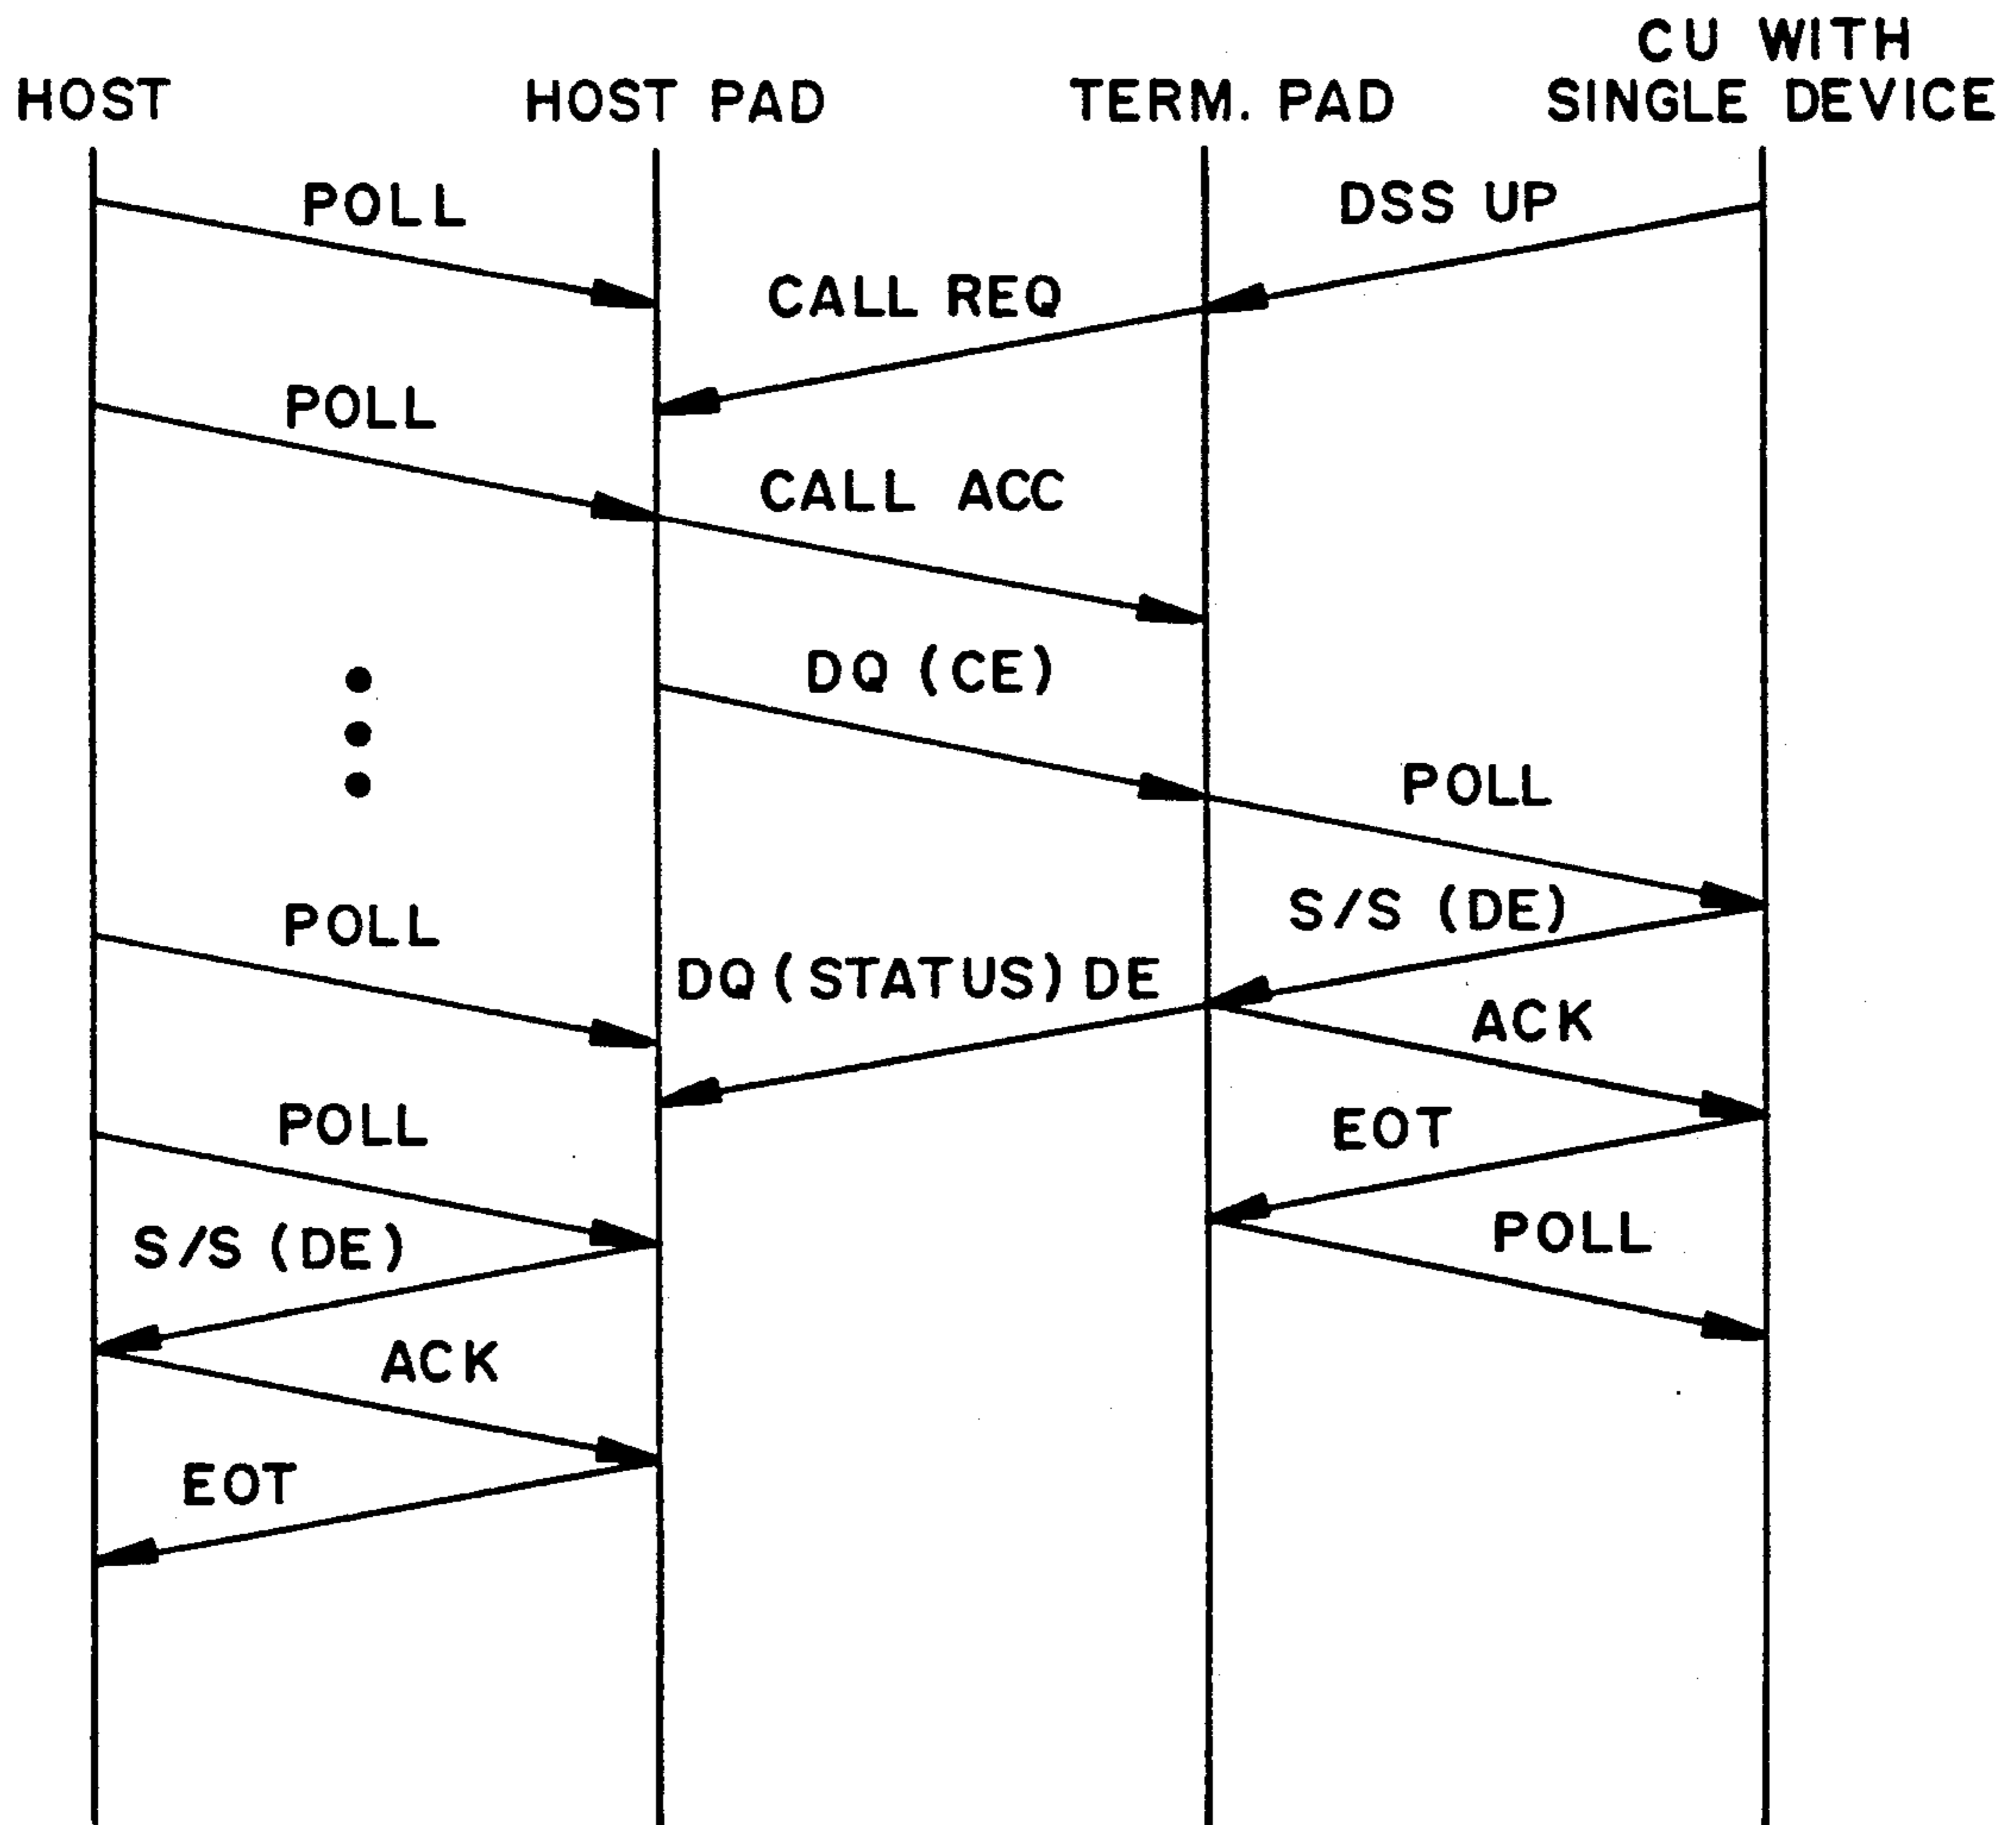 CU WITH
SINGLE DEVICE
HOST
HOST PAD
TERM. PAD
POLL
DSS UP
CALL REQ
POLL
CALL ACC
DQ (CE)
POLL
S/S (DE)
POLL
DQ (STATUS) DE
ACK
POLL
EOT
POLL
S/S (DE)
ACK
EOT